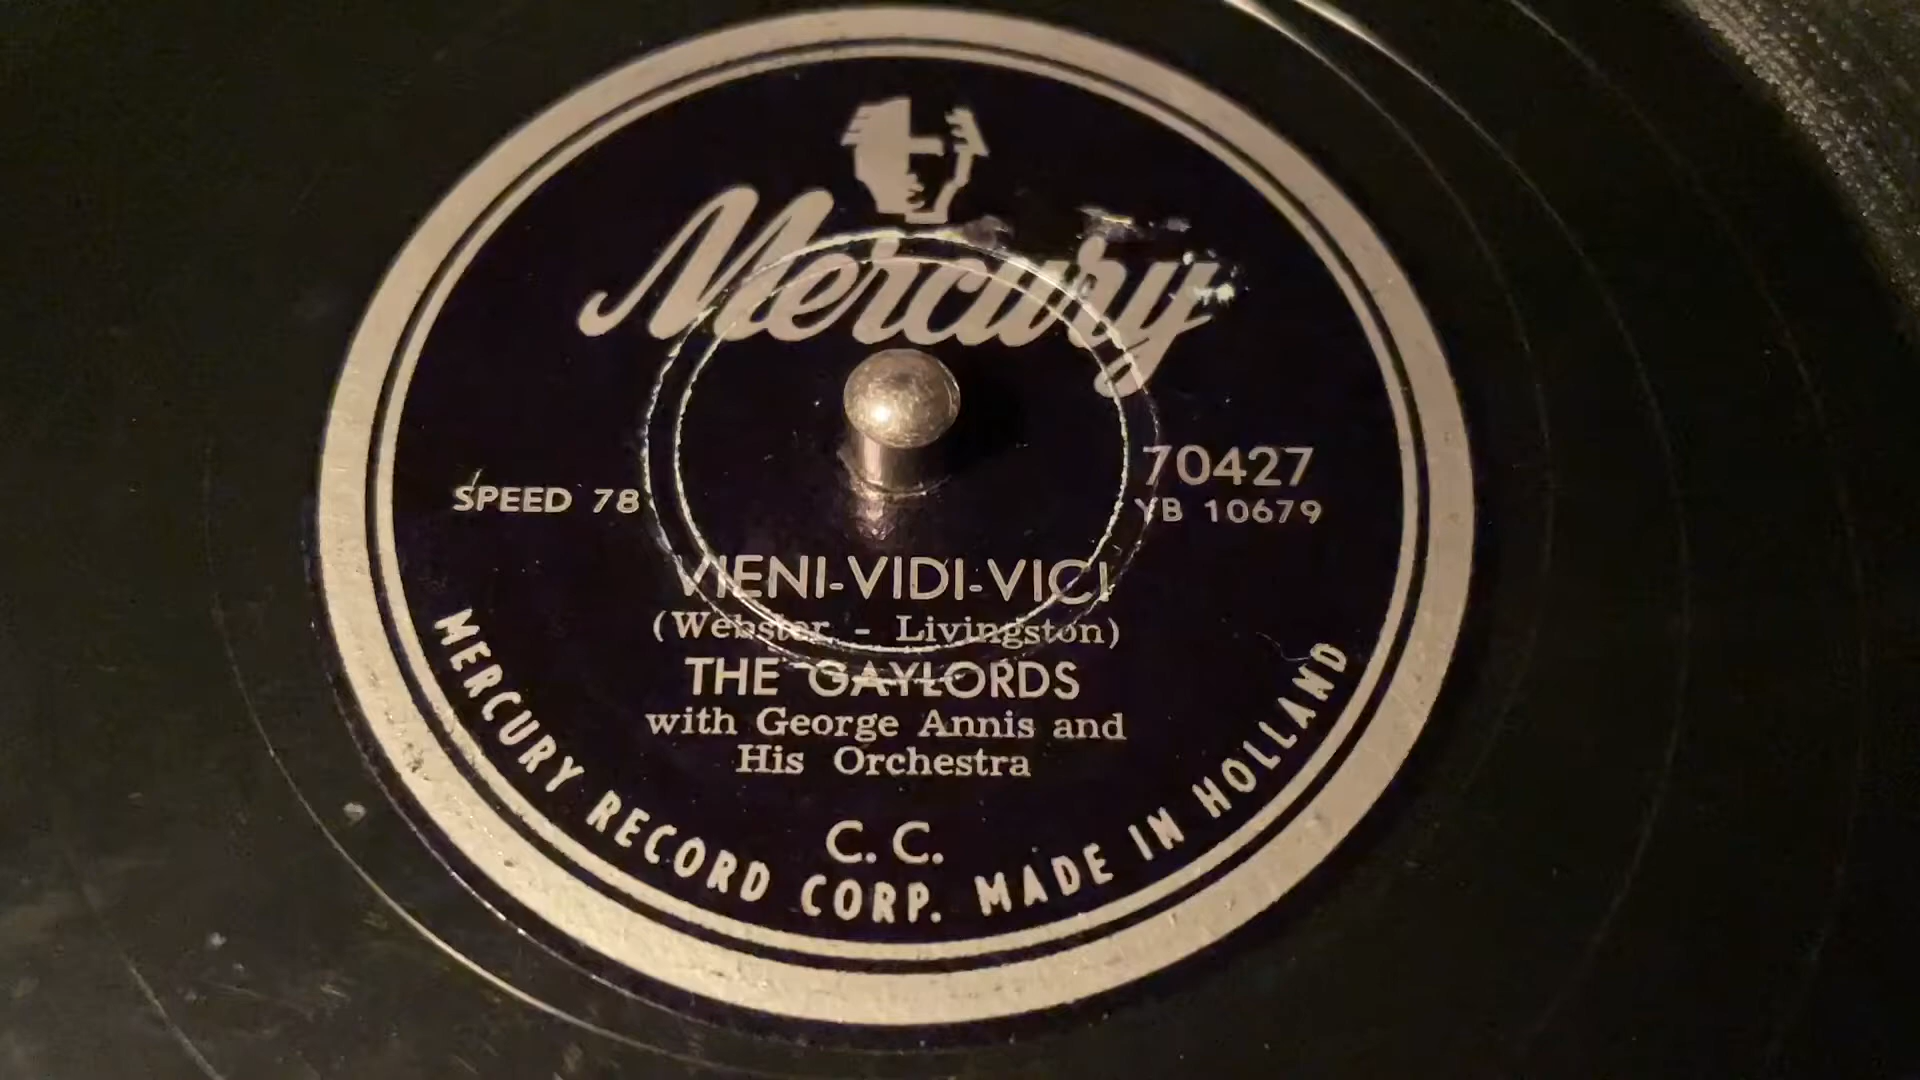 Mercury
70427
SPEED 78
YB 10679
VIENI-VIDI-VICI
(Webster - Livingston)
THE GAYLORDS
with George Annis and
His Orchestra
C. C.
MERCURY RECORD CORP. MADE IN HOLLAND